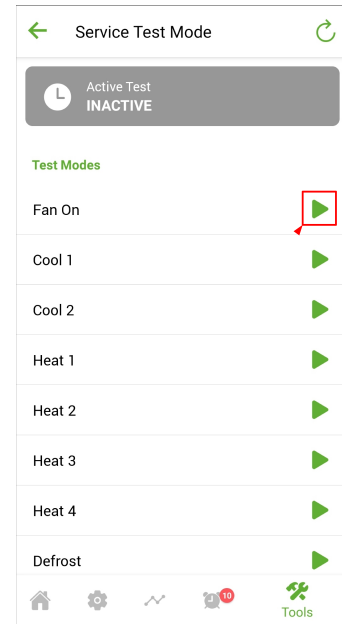 Service Test Mode
Active Test
INACTIVE
Test Modes
Fan On
Cool 1
Cool 2
Heat 1
Heat 2
Heat 3
Heat 4
Defrost
10
Tools